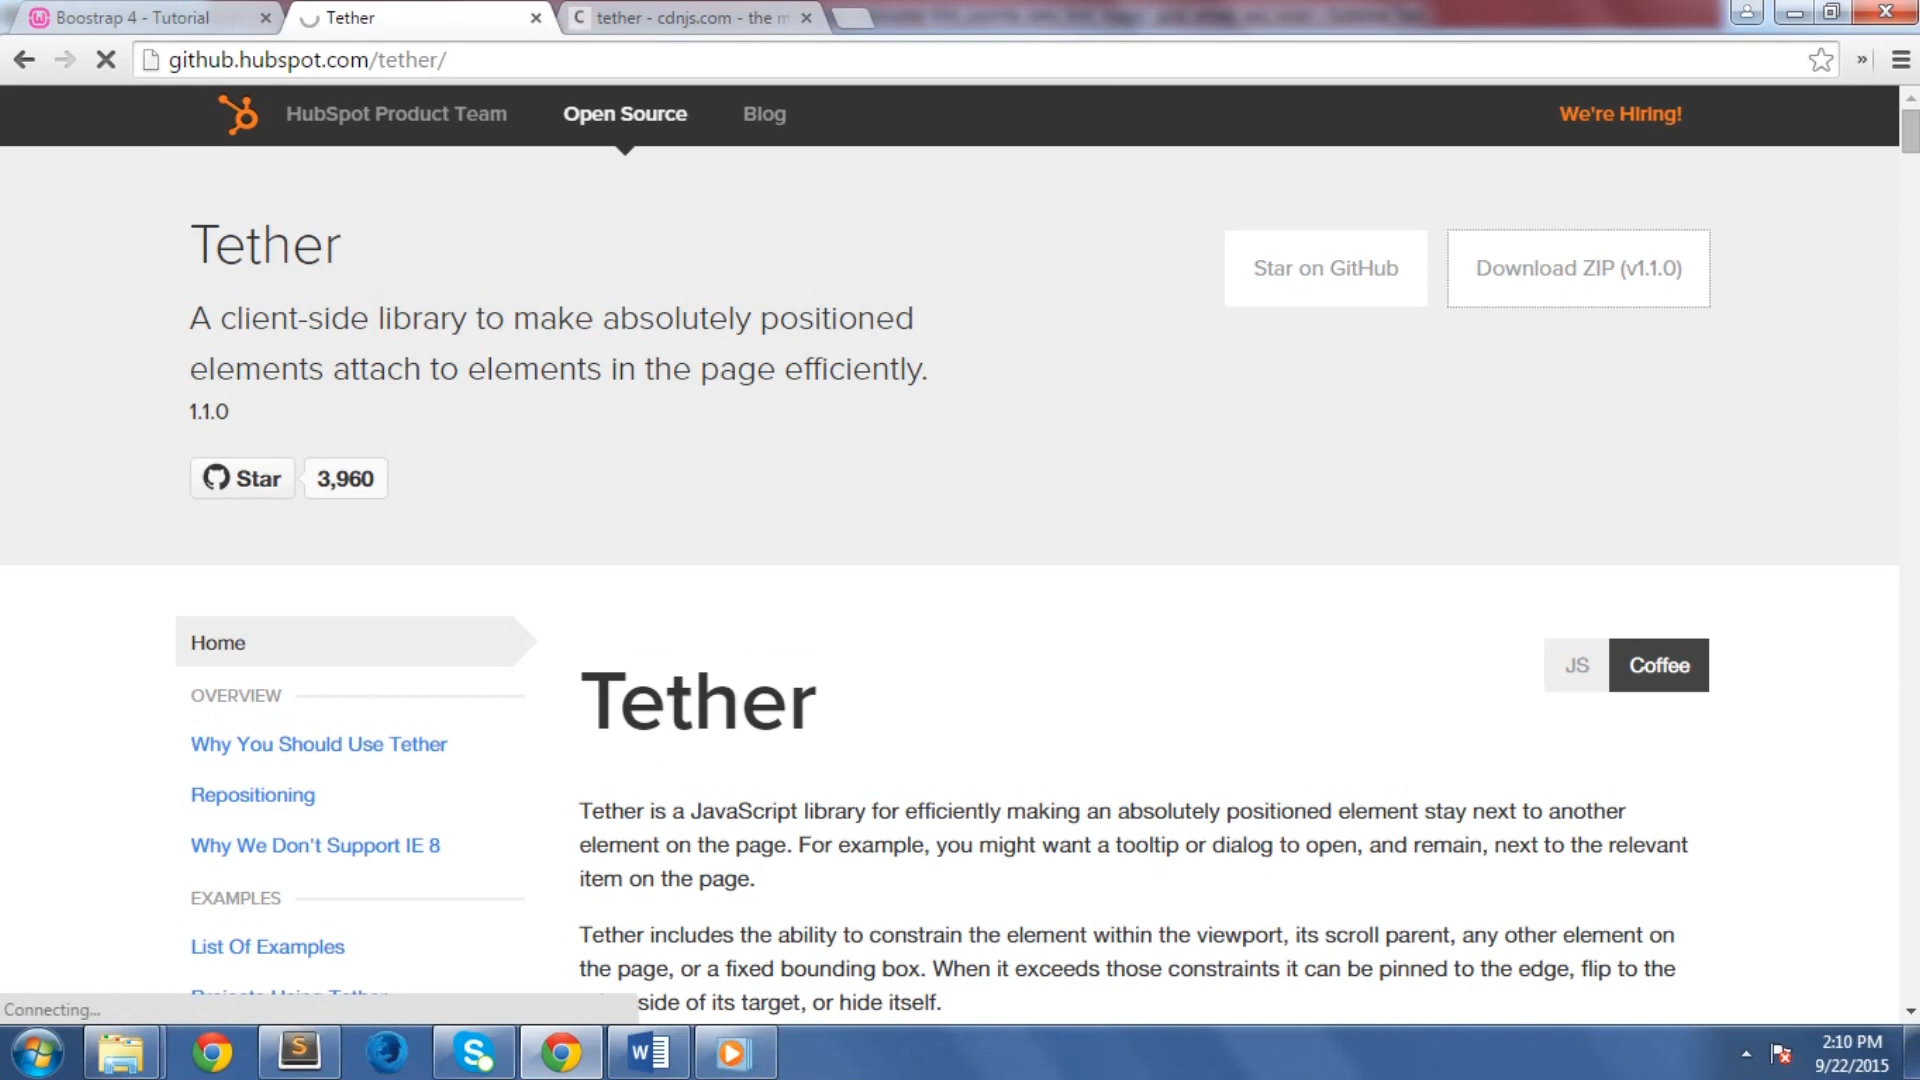 Boostrap 4 - Tutorial
Tether
tether - cdnjs.com - the m
github.hubspot.com/tether/
HubSpot Product Team
Open Source
Blog
We're Hiring!
Tether
Star on GitHub
Download ZIP (v1.1.0)
A client-side library to make absolutely positioned
elements attach to elements in the page efficiently.
1.1.0
Star
3,960
Home
OVERVIEW
Why You Should Use Tether
Repositioning
Why We Don't Support IE 8
EXAMPLES
List Of Examples
Projects Using Tether
JS
Coffee
Tether
Tether is a JavaScript library for efficiently making an absolutely positioned element stay next to another
element on the page. For example, you might want a tooltip or dialog to open, and remain, next to the relevant
item on the page.
Tether includes the ability to constrain the element within the viewport, its scroll parent, any other element on
the page, or a fixed bounding box. When it exceeds those constraints it can be pinned to the edge, flip to the
side of its target, or hide itself.
Connecting...
2:10 PM
9/22/2015